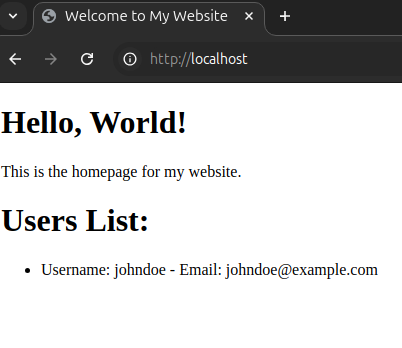 Welcome to My Website
http://localhost
Hello, World!
This is the homepage for my website.
Users List:
Username: johndoe - Email: johndoe@example.com